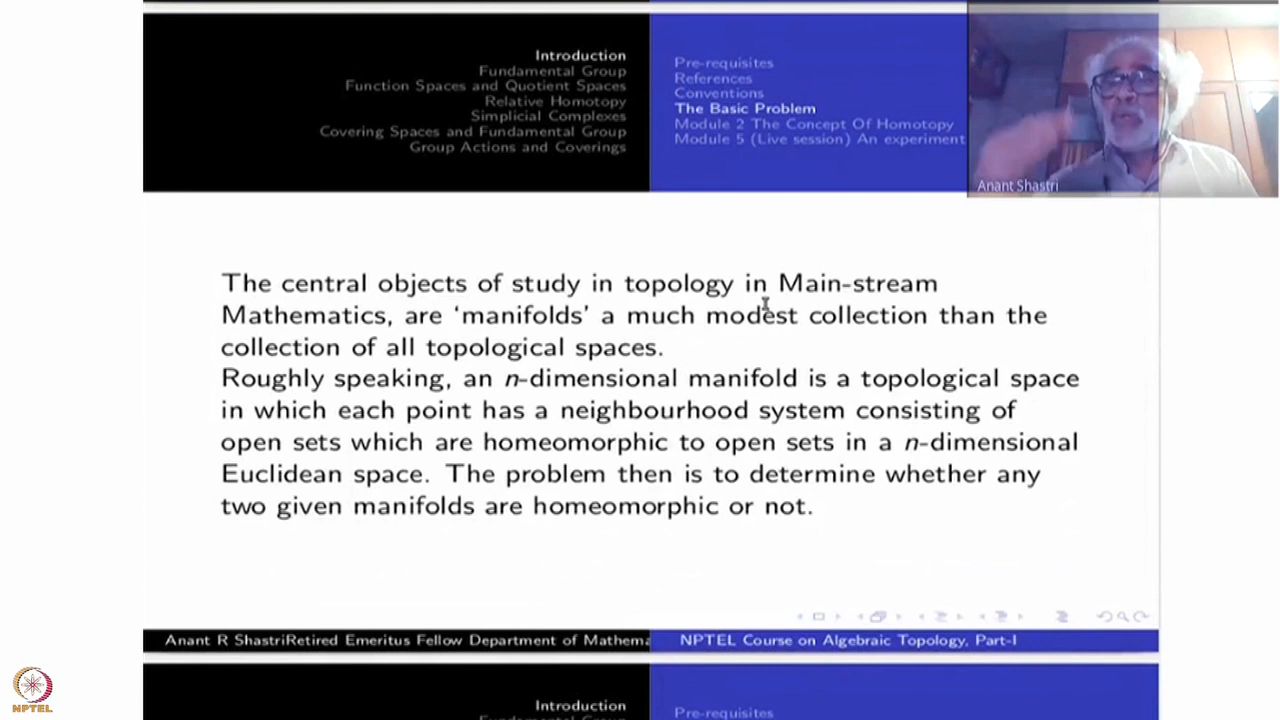 Introduction
Fundamental Group
Function Spaces and Quotient Spaces
Relative Homotopy
Simplicial Complexes
Covering Spaces and Fundamental Group
Group Actions and Coverings
Pre-requisites
References
Conventions
The Basic Problem
Module 2 The Concept Of Homotopy
Module 5 (Live session) An experiment
Anant Shastri
The central objects of study in topology in Main-stream
Mathematics, are ‘manifolds’ a much modest collection than the
collection of all topological spaces.
Roughly speaking, an n-dimensional manifold is a topological space
in which each point has a neighbourhood system consisting of
open sets which are homeomorphic to open sets in a n-dimensional
Euclidean space. The problem then is to determine whether any
two given manifolds are homeomorphic or not.
Anant R ShastriRetired Emeritus Fellow Department of Mathema
NPTEL Course on Algebraic Topology, Part-I
NPTEL
Introduction
Pre-requisites